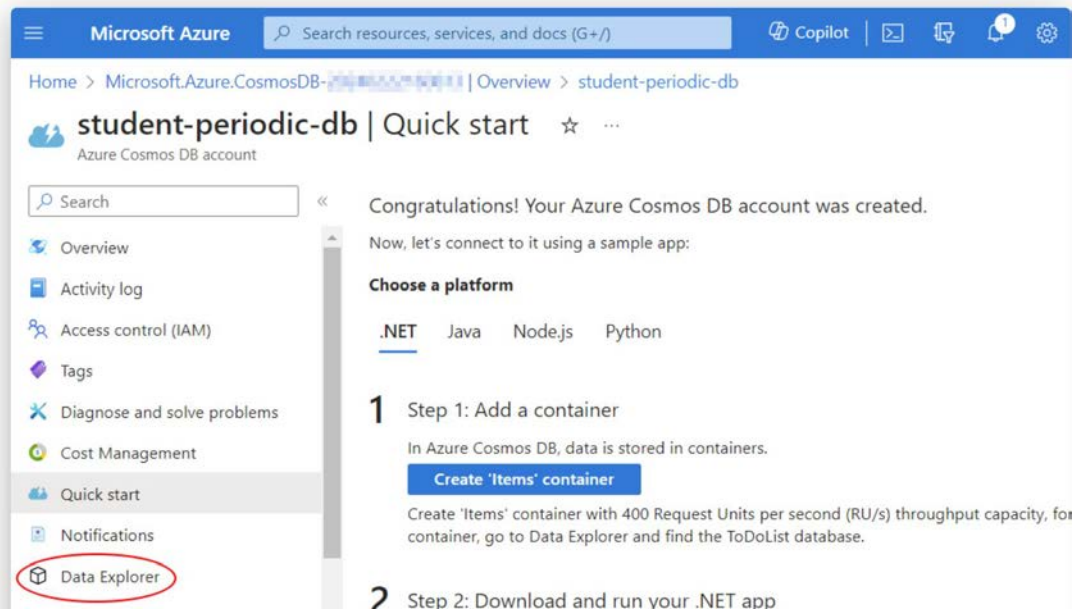 Microsoft Azure
Search resources, services, and docs (G+/)
Copilot
1
Home > Microsoft.Azure.CosmosDB- | Overview > student-periodic-db
student-periodic-db | Quick start
Azure Cosmos DB account
Search
Overview
Activity log
Access control (IAM)
Tags
Diagnose and solve problems
Cost Management
Quick start
Notifications
Data Explorer
Congratulations! Your Azure Cosmos DB account was created.
Now, let's connect to it using a sample app:
Choose a platform
.NET Java Node.js Python
1 Step 1: Add a container
In Azure Cosmos DB, data is stored in containers.
Create 'Items' container
Create 'Items' container with 400 Request Units per second (RU/s) throughput capacity, for
container, go to Data Explorer and find the ToDoList database.
2 Step 2: Download and run your .NET app